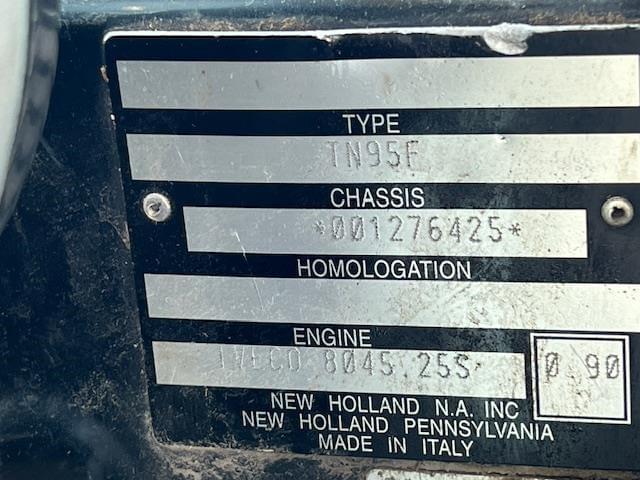 TYPE
TN95F
CHASSIS
*001276425*
HOMOLOGATION
ENGINE
IVECO 8045.25S 0 90
NEW HOLLAND N.A. INC
NEW HOLLAND PENNSYLVANIA
MADE IN ITALY